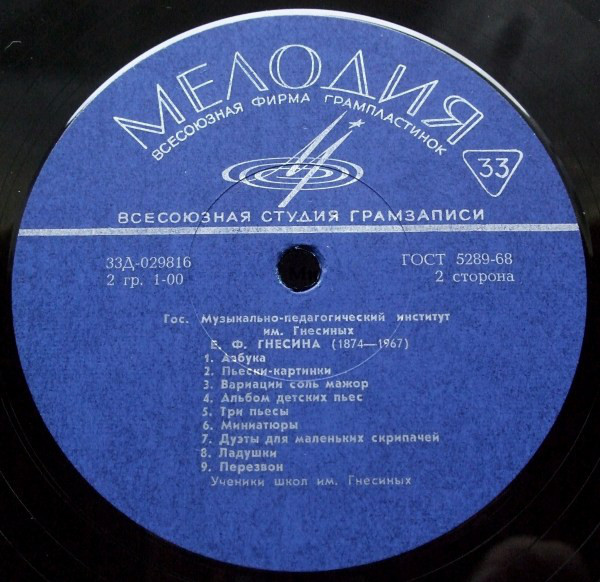 МЕЛОДИЯ
ВСЕСОЮЗНАЯ ФИРМА ГРАМПЛАСТИНОК
33
ВСЕСОЮЗНАЯ СТУДИЯ ГРАМЗАПИСИ
33Д-029816
ГОСТ 5289-68
2 гр. 1-00
2 сторона
Гос. Музыкально-педагогический институт
им. Гнесиных
Е. Ф. ГНЕСИНА (1874—1967)
1. Азбука
2. Пьески-картинки
3. Вариации соль мажор
4. Альбом детских пьес
5. Три пьесы
6. Миниатюры
7. Дуэты для маленьких скрипачей
8. Ладушки
9. Перезвон
Ученики школ им. Гнесиных